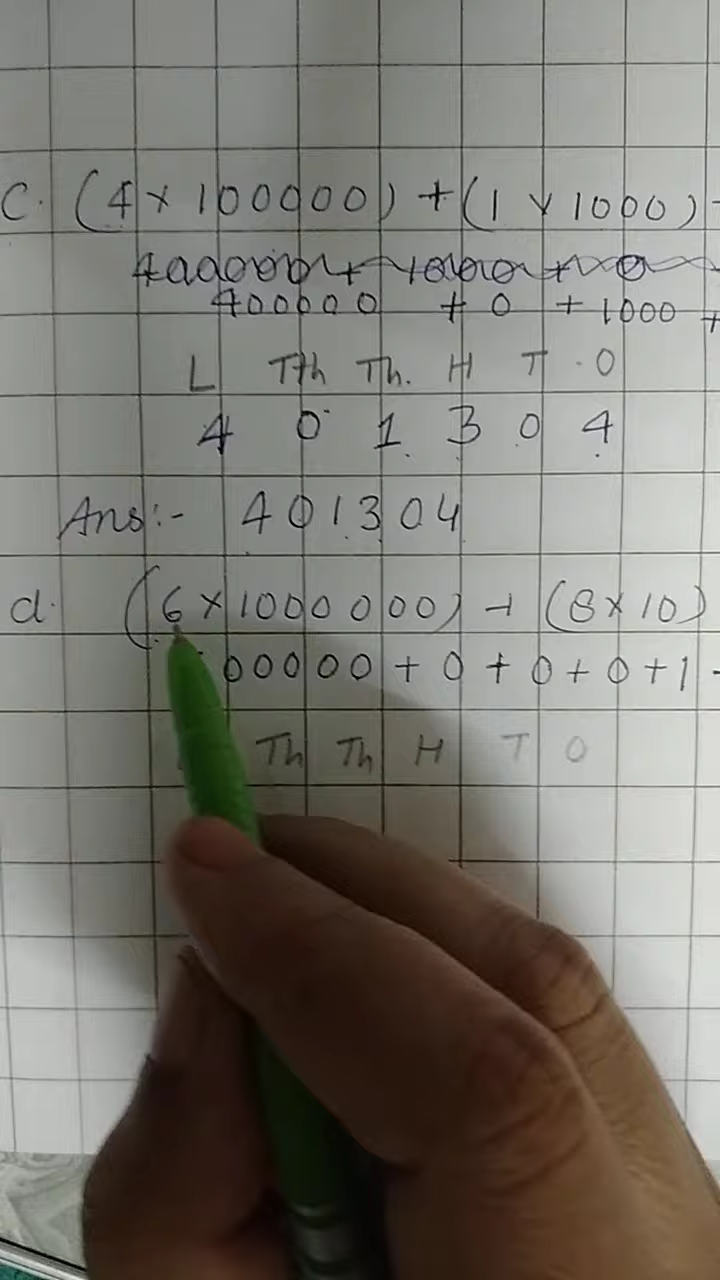 C. (4 × 100000) + (1 × 1000)
400000 + 0 + 1000 +
L Tth Th. H T O
4 0 1 3 0 4
Ans:- 401304
d. (6 × 1000000) + (8 × 10)
00000 + 0 + 0 + 0 + 1
Th Th H T O